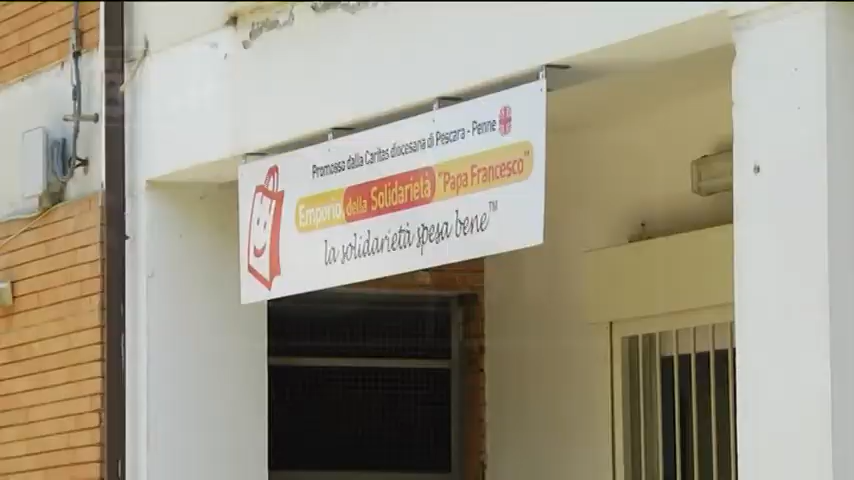 Promosso dalla Caritas diocesana di Pescara - Penne
Emporio della Solidarietà "Papa Francesco"
la solidarietà spesa bene™